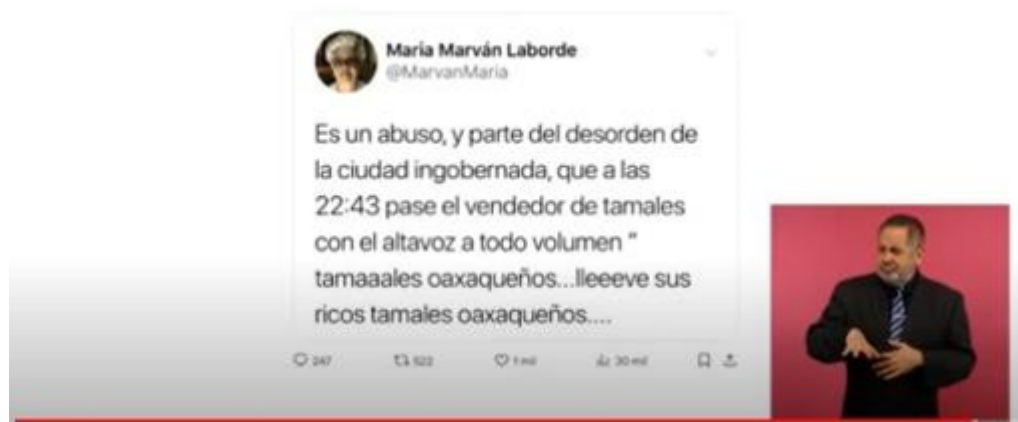 Maria Marván Laborde
@MarvanMaria
Es un abuso, y parte del desorden de
la ciudad ingobernada, que a las
22:43 pase el vendedor de tamales
con el altavoz a todo volumen "
tamaaales oaxaqueños...lleeeve sus
ricos tamales oaxaqueños....
247 522 1 mil 30 mil